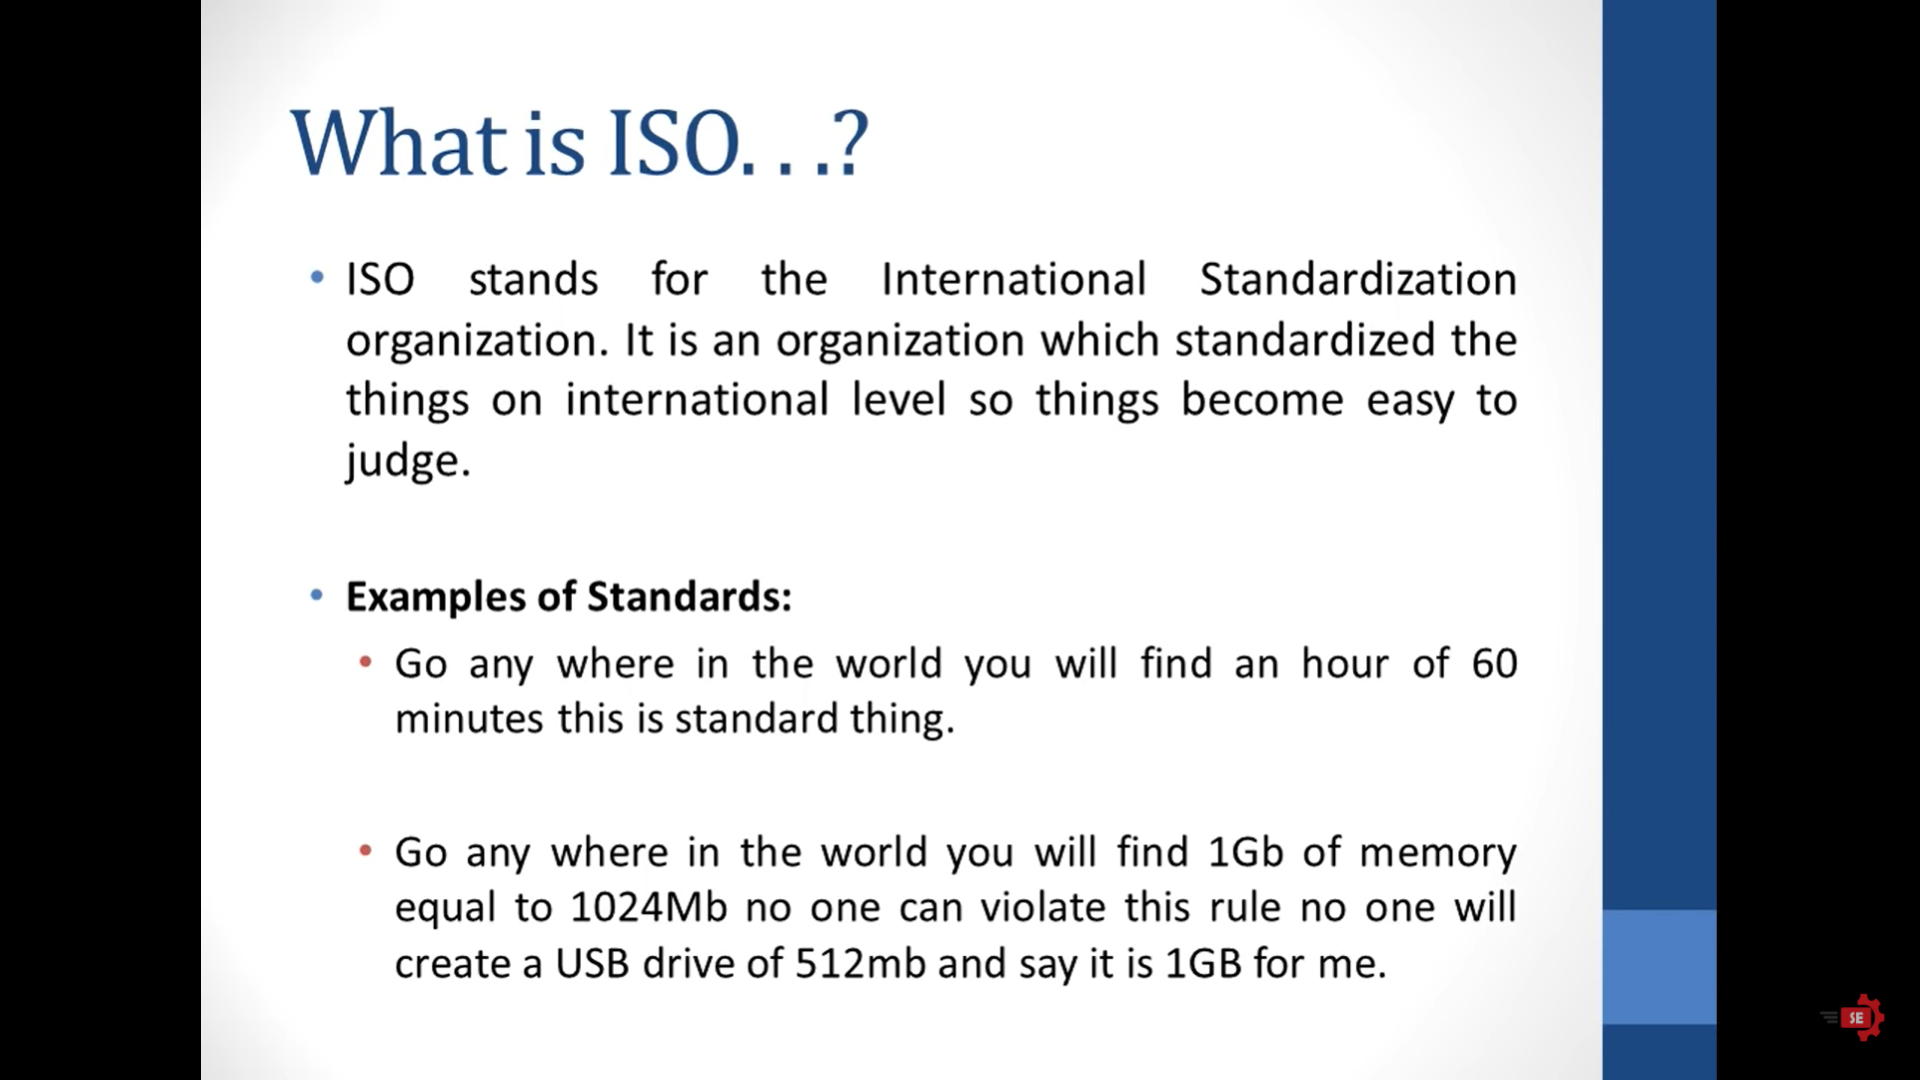 What is ISO. . .?
• ISO stands for the International Standardization
organization. It is an organization which standardized the
things on international level so things become easy to
judge.
• Examples of Standards:
• Go any where in the world you will find an hour of 60
minutes this is standard thing.
• Go any where in the world you will find 1Gb of memory
equal to 1024Mb no one can violate this rule no one will
create a USB drive of 512mb and say it is 1GB for me.
SE